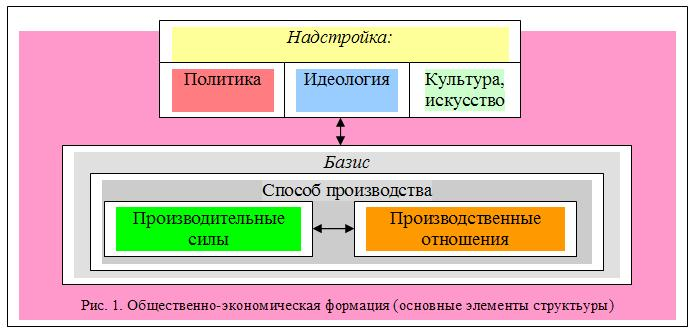 Надстройка:
Политика
Идеология
Культура,
искусство
Базис
Способ производства
Производительные
силы
Производственные
отношения
Рис. 1. Общественно-экономическая формация (основные элементы структьуры)